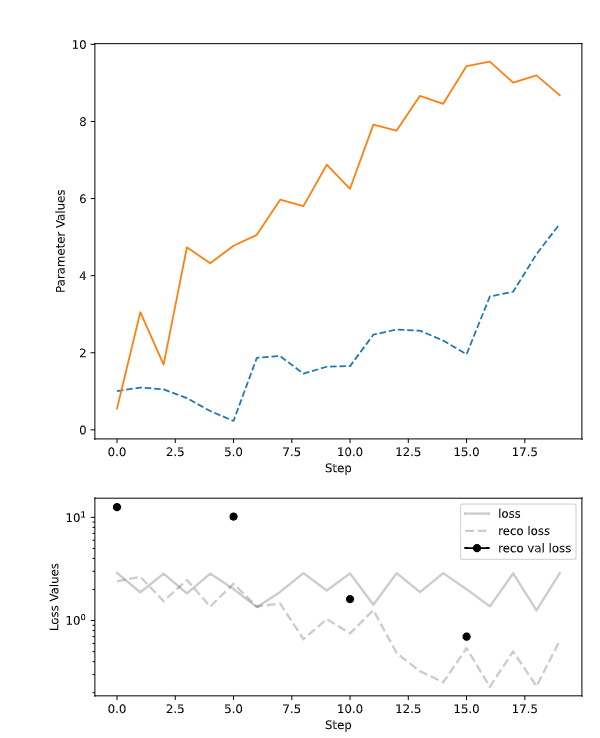 10
8
6
4
2
0
Parameter Values
0.0 2.5 5.0 7.5 10.0 12.5 15.0 17.5
Step
loss
reco loss
reco val loss
10¹
10⁰
Loss Values
0.0 2.5 5.0 7.5 10.0 12.5 15.0 17.5
Step